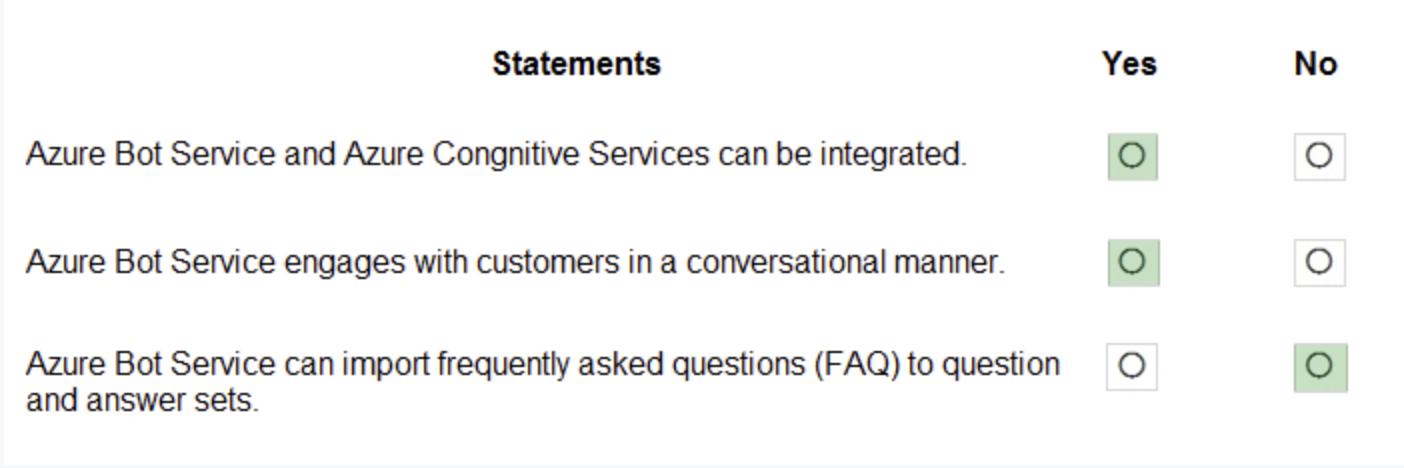 Statements Yes No
Azure Bot Service and Azure Congnitive Services can be integrated.
Azure Bot Service engages with customers in a conversational manner.
Azure Bot Service can import frequently asked questions (FAQ) to question
and answer sets.